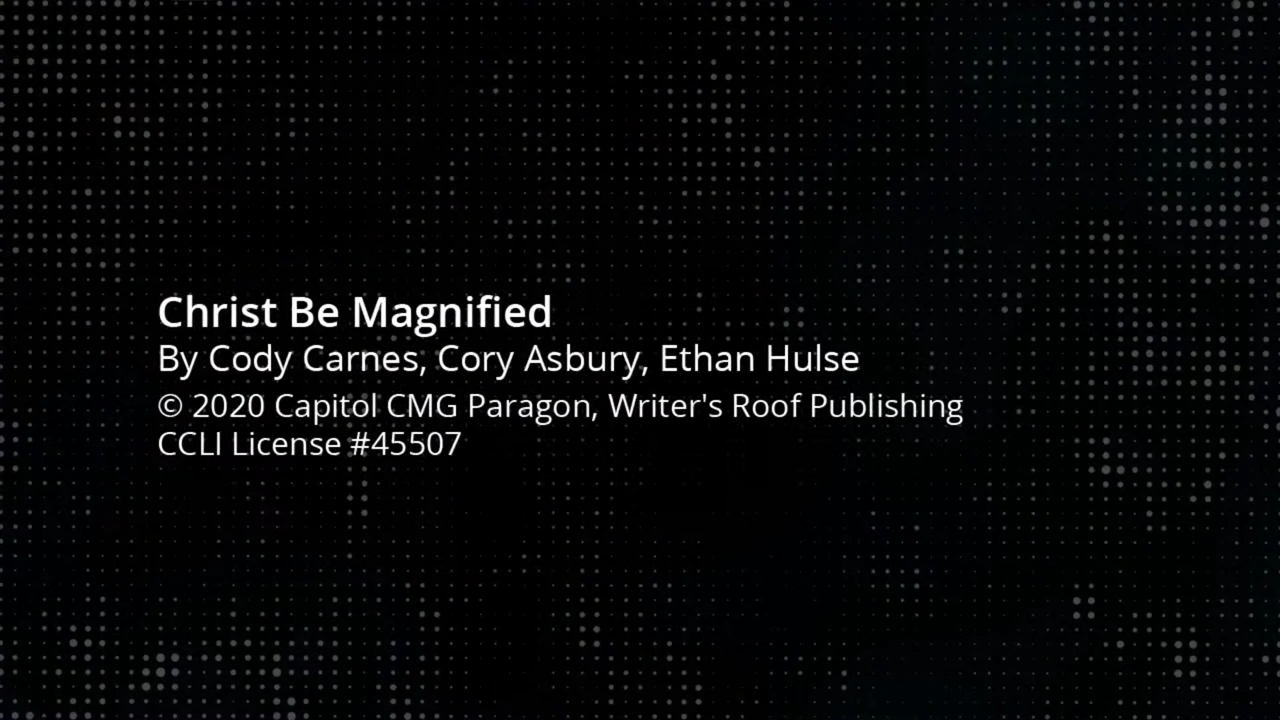 Christ Be Magnified
By Cody Carnes, Cory Asbury, Ethan Hulse
© 2020 Capitol CMG Paragon, Writer's Roof Publishing
CCLI License #45507